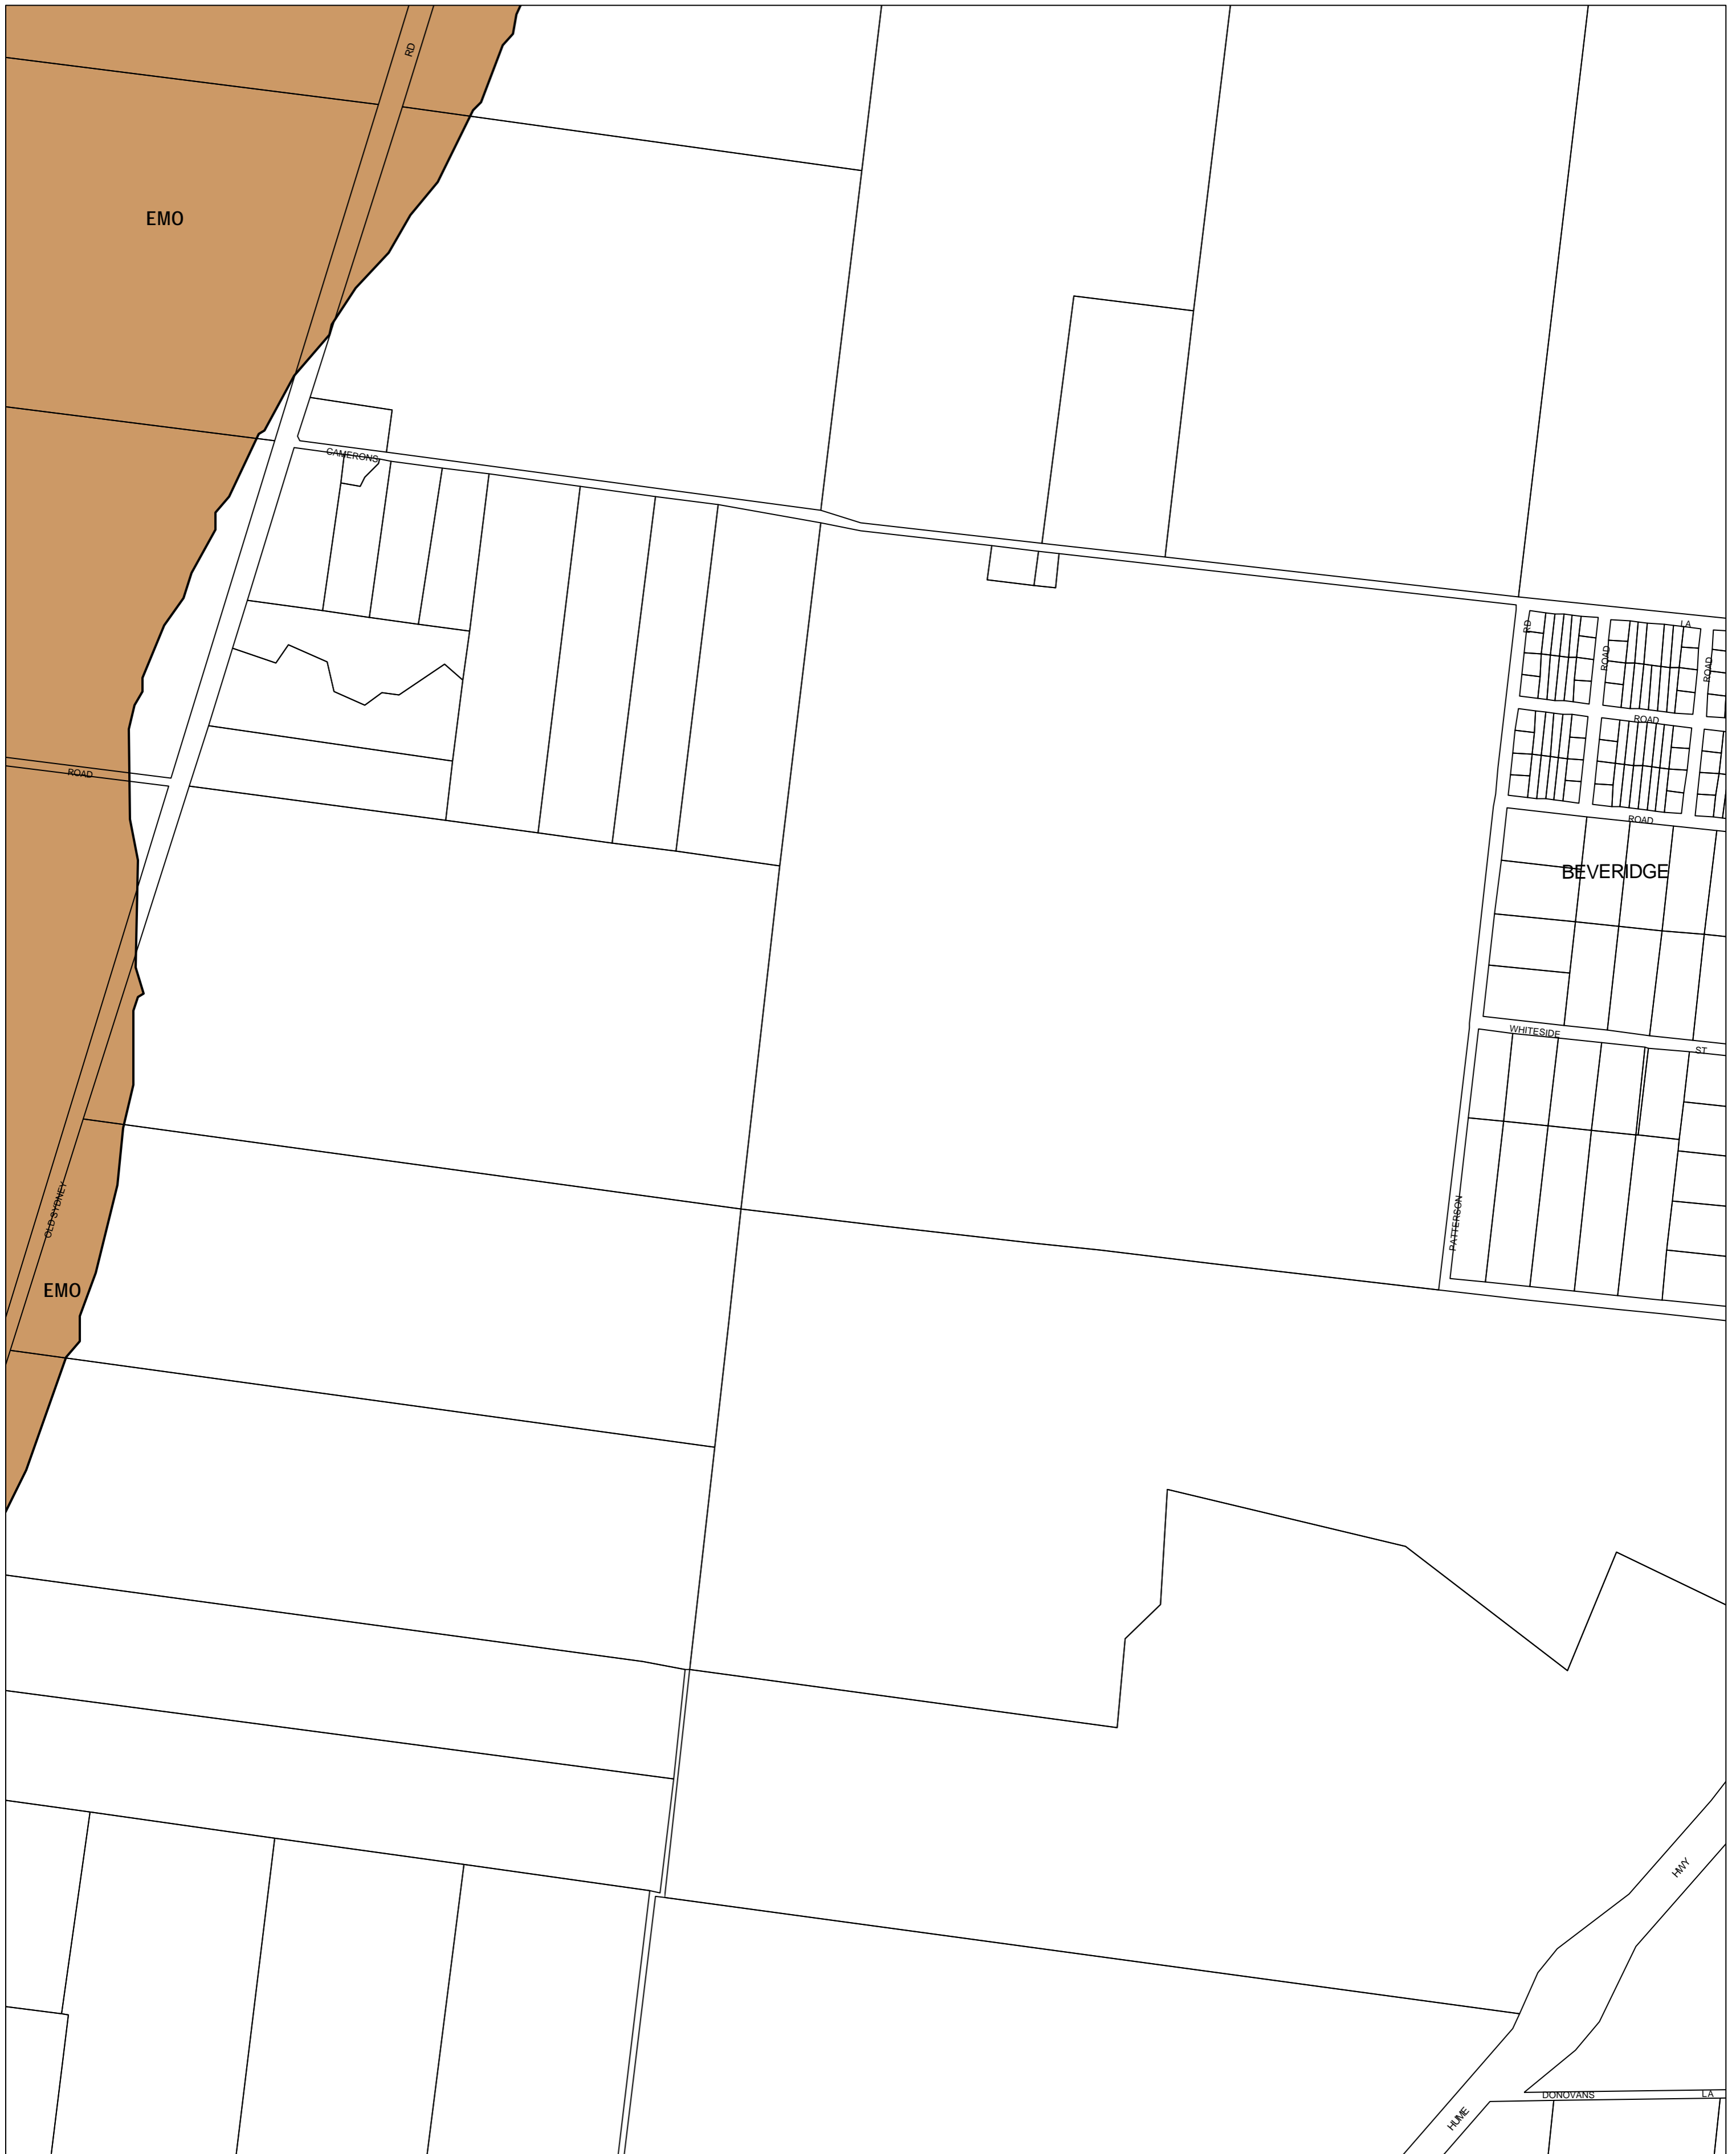 RD
EMO
CAMERONS
LA
RD
ROAD
ROAD
ROAD
ROAD
ROAD
BEVERIDGE
WHITESIDE
ST
OLD SYDNEY
PATTERSON
EMO
HWY
DONOVANS
LA
HUME